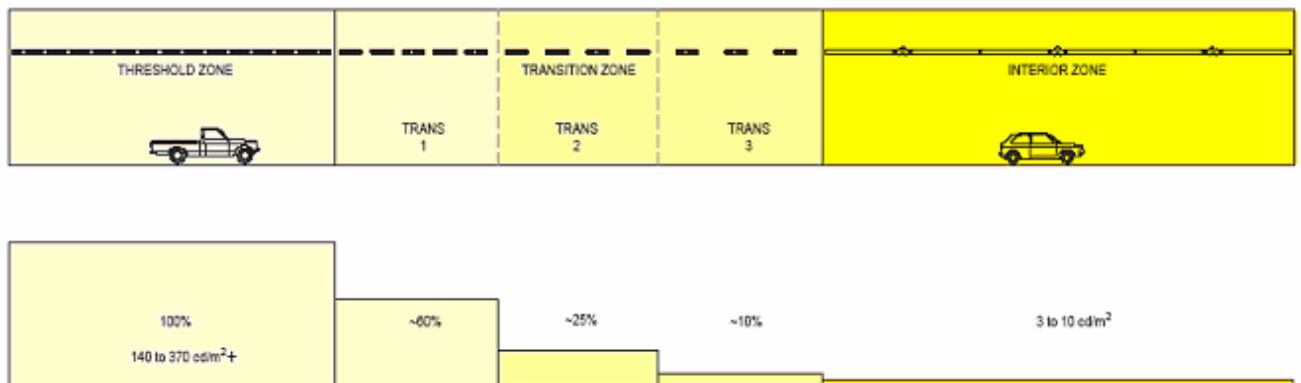 THRESHOLD ZONE
TRANSITION ZONE
INTERIOR ZONE
TRANS
1
TRANS
2
TRANS
3
100%
~60%
~25%
~10%
3 to 10 cd/m²
140 to 370 cd/m²+